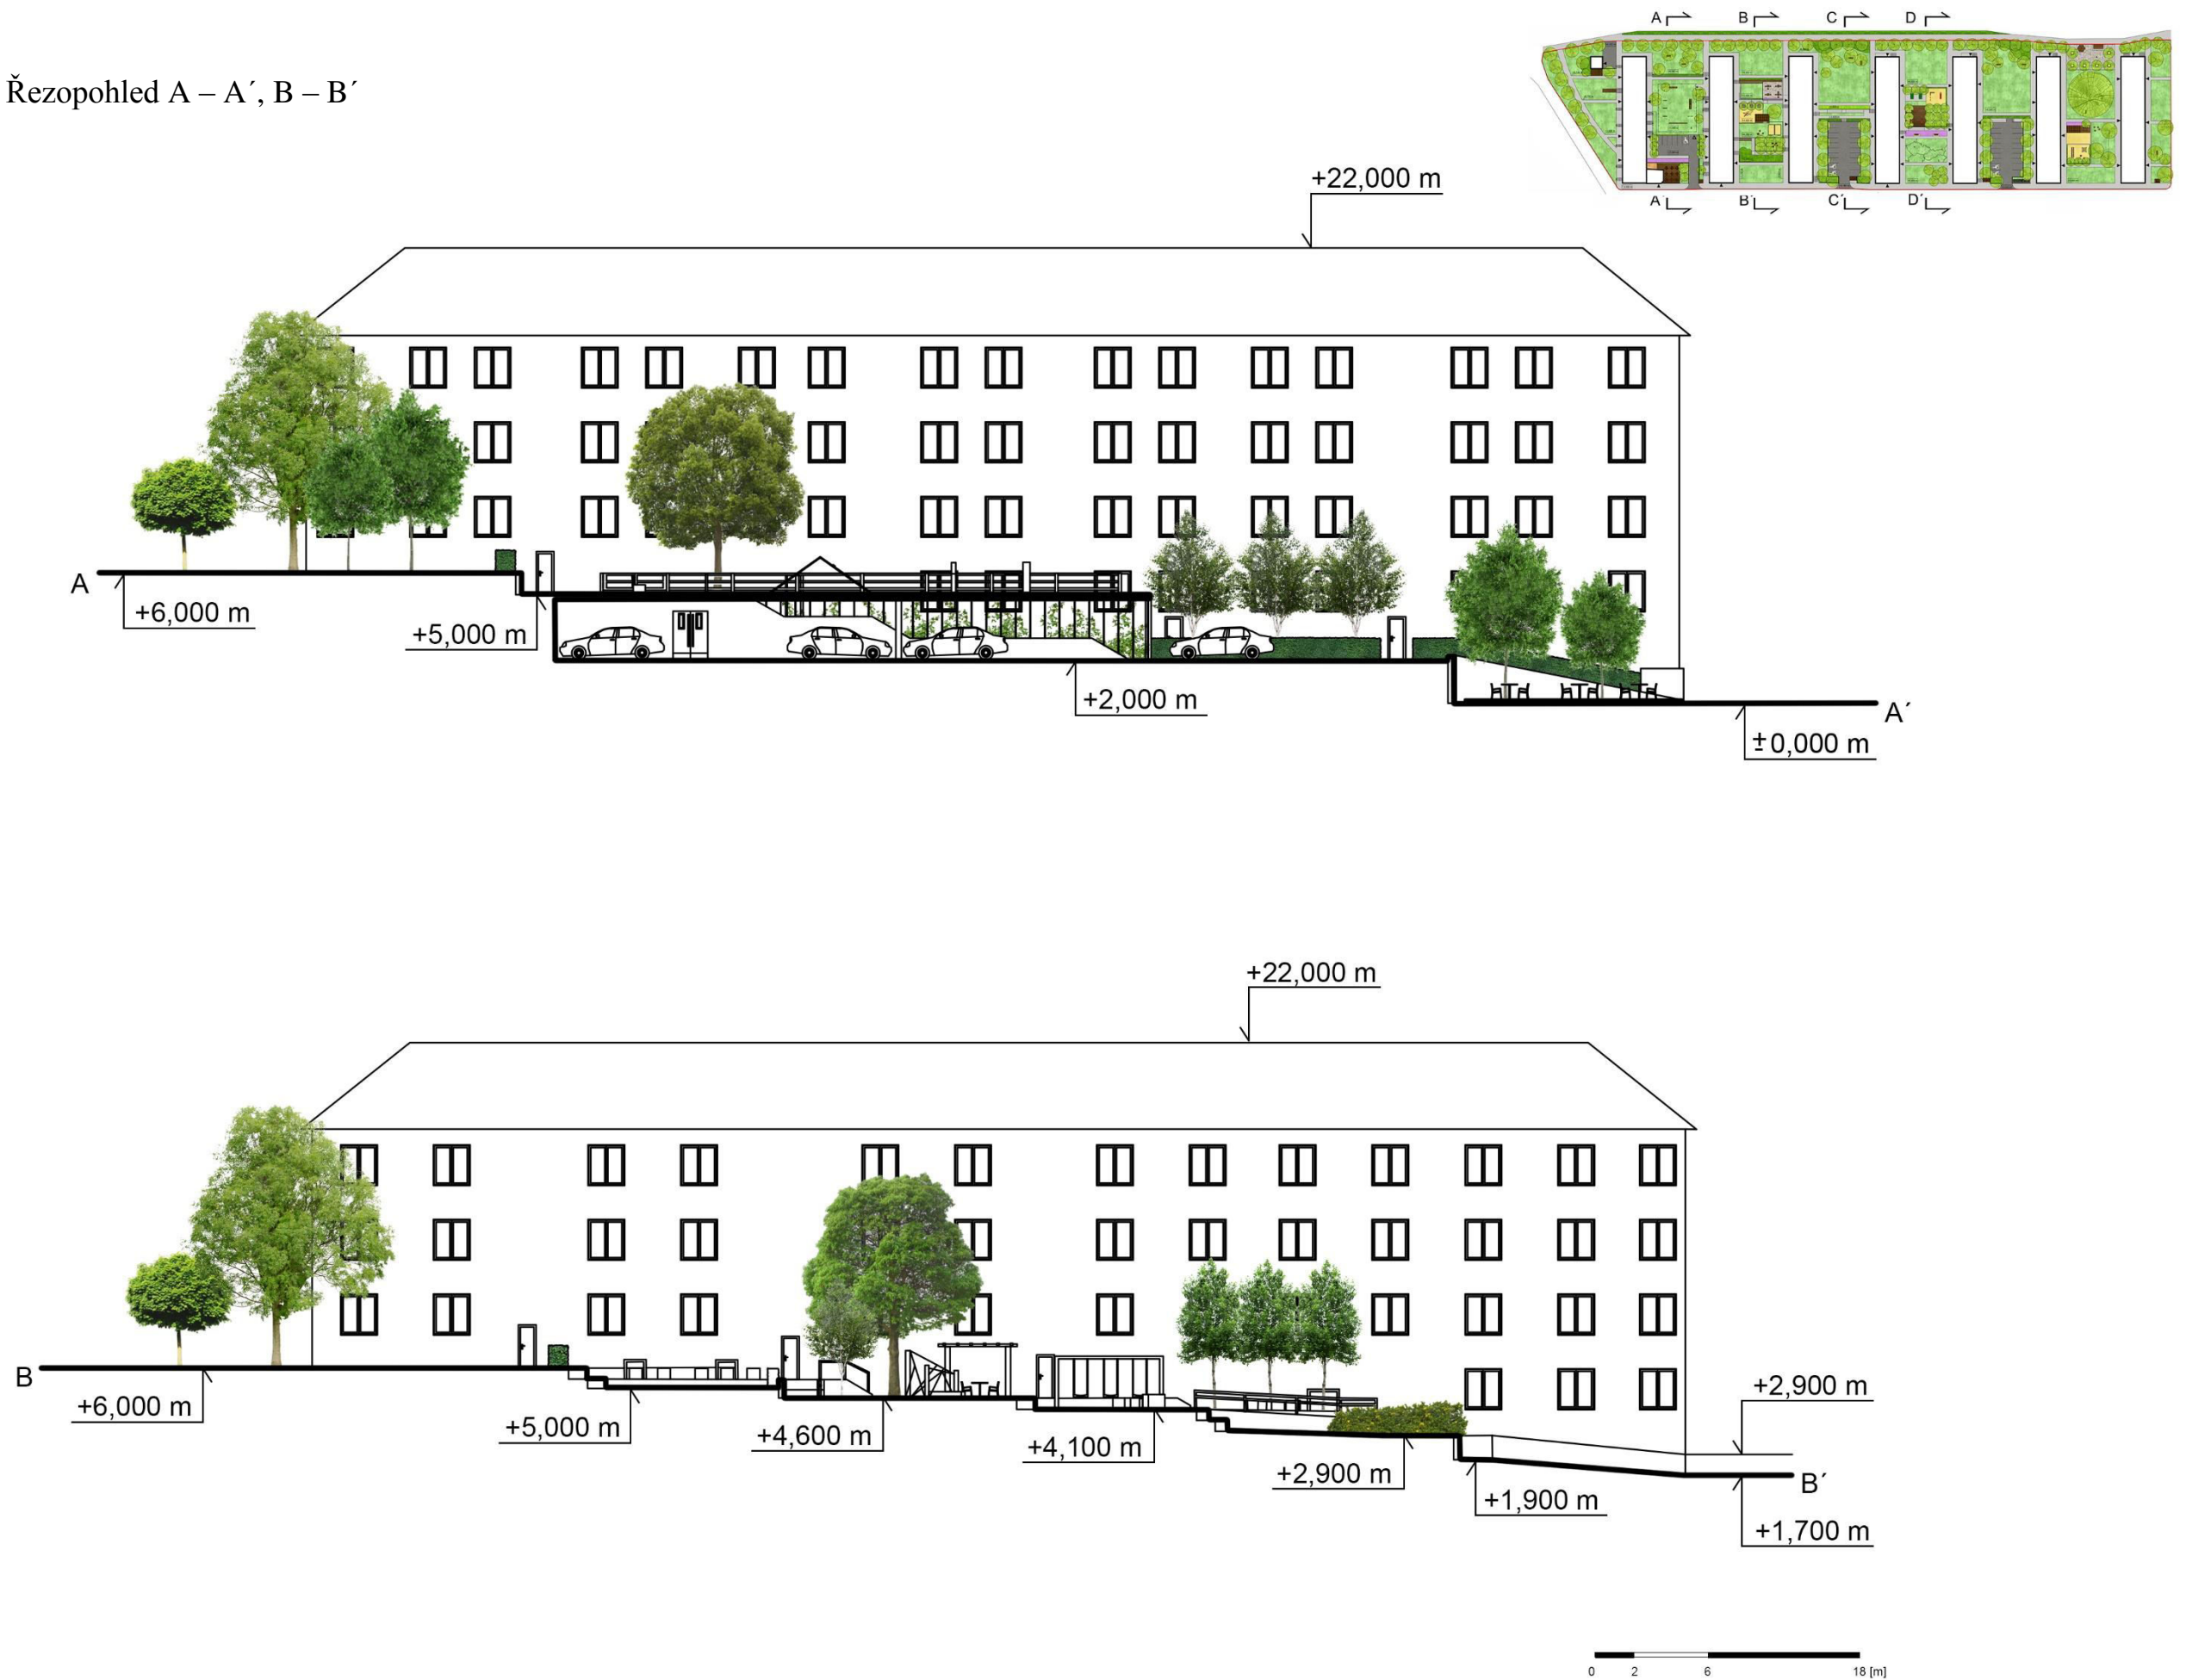 A B C D
Řezopohled A – A´, B – B´
A´ B´ C´ D´
+22,000 m
A
+6,000 m
+5,000 m
+2,000 m
A´
±0,000 m
+22,000 m
B
+6,000 m
+5,000 m
+4,600 m
+4,100 m
+2,900 m
+1,900 m
+2,900 m
B´
+1,700 m
0 2 6 18 [m]